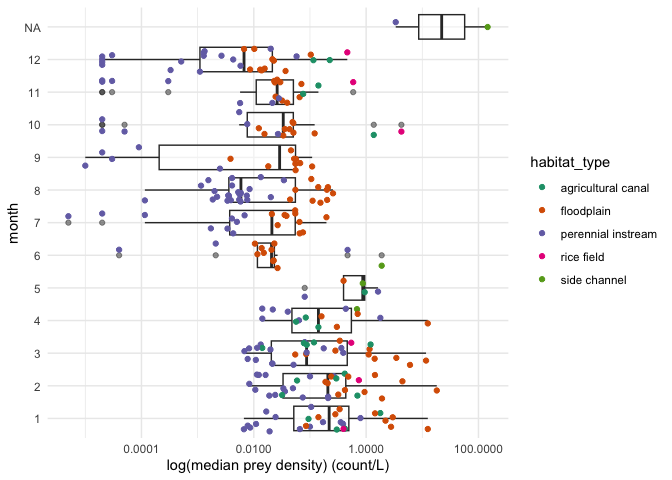 NA
12
11
10
9
8
7
6
5
4
3
2
1
month
0.0001
0.0100
1.0000
100.0000
log(median prey density) (count/L)
habitat_type
agricultural canal
floodplain
perennial instream
rice field
side channel